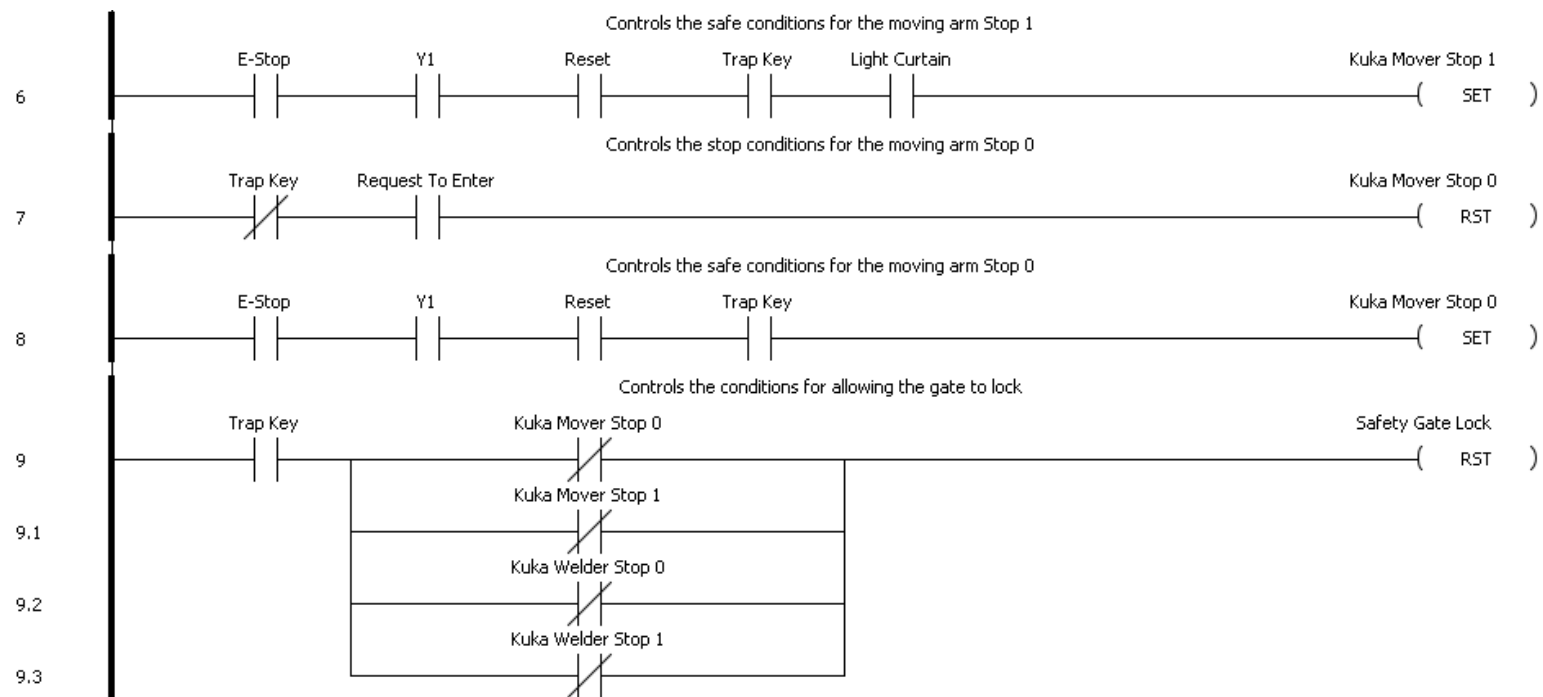 Controls the safe conditions for the moving arm Stop 1
E-Stop Y1 Reset Trap Key Light Curtain Kuka Mover Stop 1
6 ( SET )
Controls the stop conditions for the moving arm Stop 0
Trap Key Request To Enter Kuka Mover Stop 0
7 ( RST )
Controls the safe conditions for the moving arm Stop 0
E-Stop Y1 Reset Trap Key Kuka Mover Stop 0
8 ( SET )
Controls the conditions for allowing the gate to lock
Trap Key Kuka Mover Stop 0 Safety Gate Lock
9 ( RST )
Kuka Mover Stop 1
9.1
Kuka Welder Stop 0
9.2
Kuka Welder Stop 1
9.3